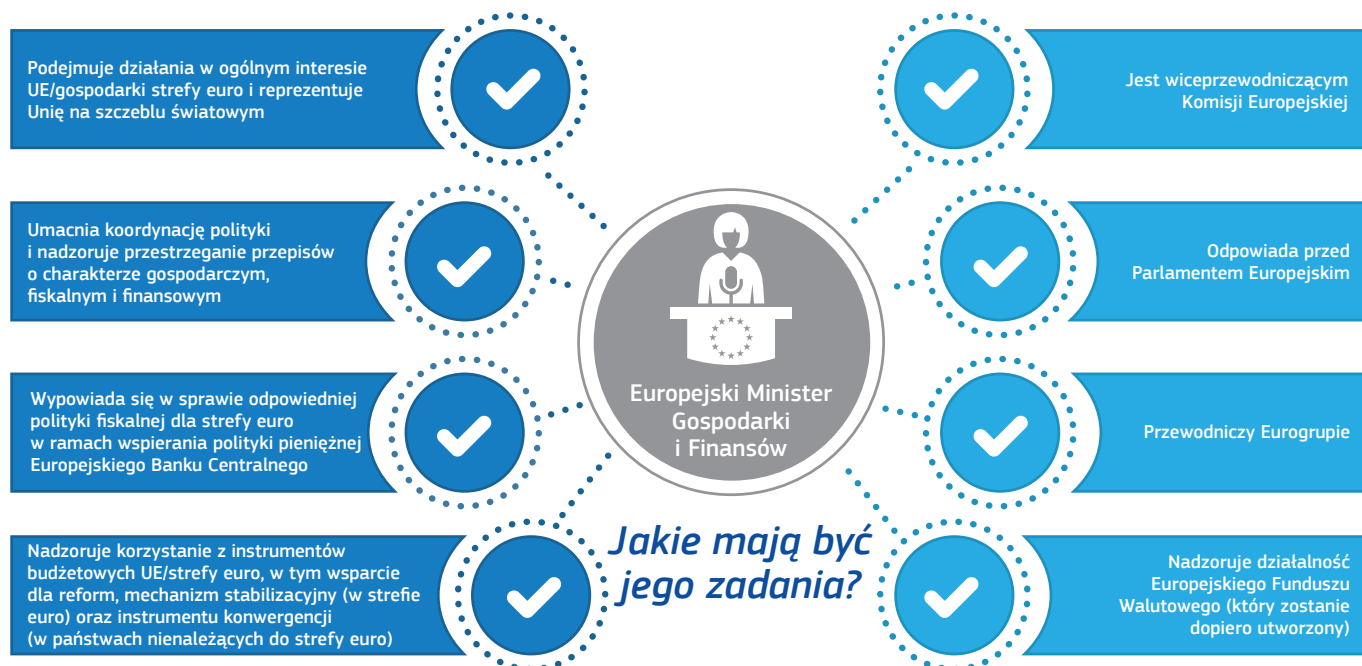 Podejmuje działania w ogólnym interesie
UE/gospodarki strefy euro i reprezentuje
Unię na szczeblu światowym
Umacnia koordynację polityki
i nadzoruje przestrzeganie przepisów
o charakterze gospodarczym,
fiskalnym i finansowym
Wypowiada się w sprawie odpowiedniej
polityki fiskalnej dla strefy euro
w ramach wspierania polityki pieniężnej
Europejskiego Banku Centralnego
Nadzoruje korzystanie z instrumentów
budżetowych UE/strefy euro, w tym wsparcie
dla reform, mechanizm stabilizacyjny (w strefie
euro) oraz instrumentu konwergencji
(w państwach nienależących do strefy euro)
Europejski Minister
Gospodarki
i Finansów
Jakie mają być
jego zadania?
Jest wiceprzewodniczącym
Komisji Europejskiej
Odpowiada przed
Parlamentem Europejskim
Przewodniczy Eurogrupie
Nadzoruje działalność
Europejskiego Funduszu
Walutowego (który zostanie
dopiero utworzony)